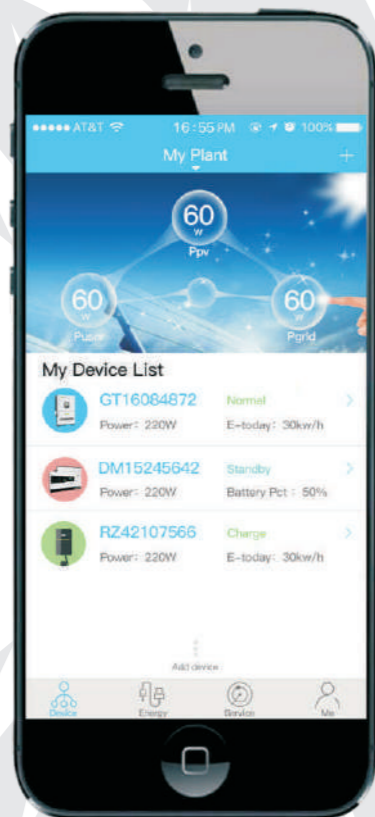 AT&T 16:55 PM 100%
My Plant +
60
W
Ppv
60
W
Puser
60
W
Pgrid
My Device List
GT16084872 Normel
Power: 220W E-today: 30kw/h
DM15245642 Standby
Power: 220W Battery Pct : 50%
RZ42107566 Charge
Power: 220W E-today: 30kw/h
Add device
Device Energy Service Me